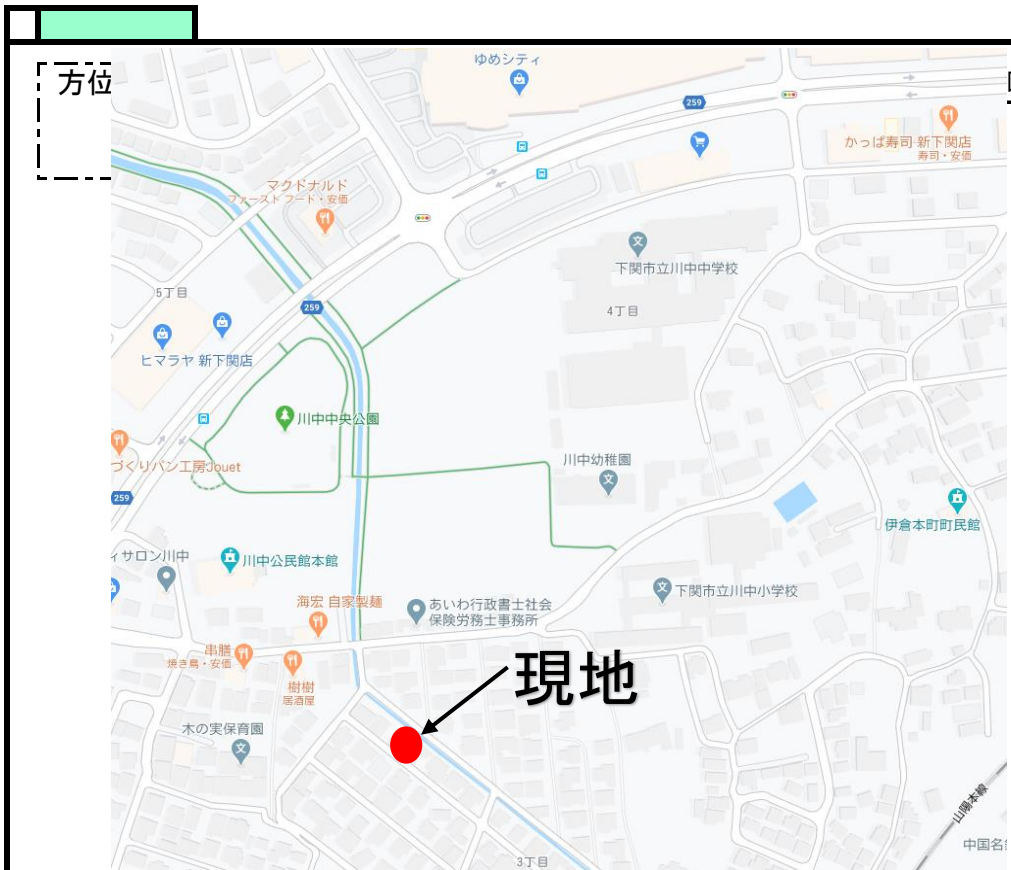 方位
ゆめシティ
259
かっぱ寿司 新下関店
寿司・安価
マクドナルド
ファースト フード・安価
下関市立川中中学校
5丁目
259
4丁目
ヒマラヤ 新下関店
川中中央公園
づくりパン工房Jouet
川中幼稚園
259
伊倉本町町民館
ィサロン川中
川中公民館本館
下関市立川中小学校
海宏 自家製麺
あいわ行政書士社会
保険労務士事務所
串膳
焼き鳥・安価
樹樹
居酒屋
現地
木の実保育園
山陽本線
中国名
3丁目